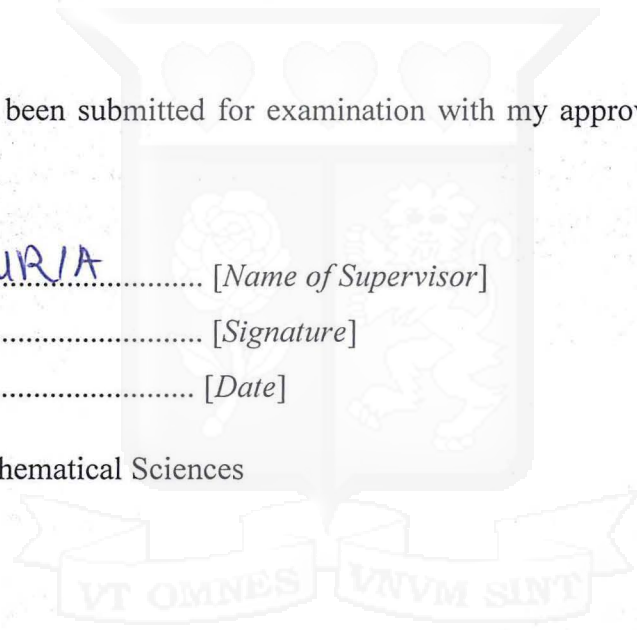 been submitted for examination with my approv
URIA ........................ [Name of Supervisor]
........................ [Signature]
........................ [Date]
hematical Sciences
VT OMNES VNVM SINT